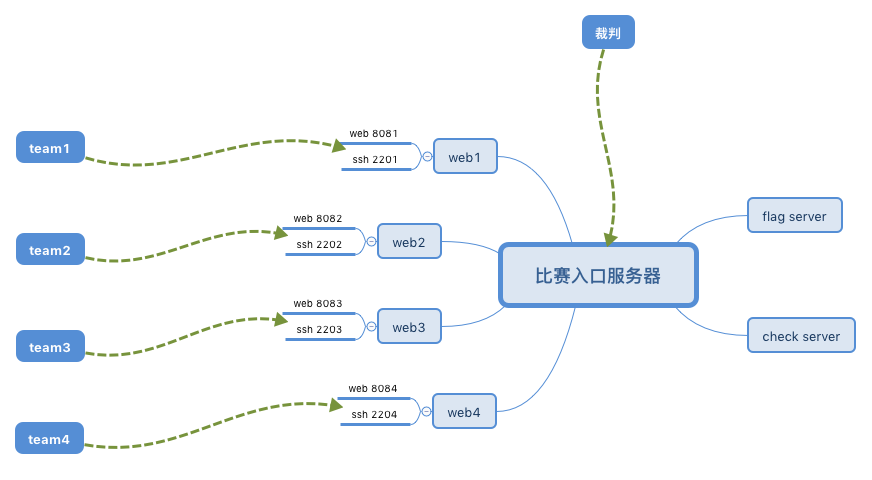 裁判
team1
web 8081
ssh 2201
web1
team2
web 8082
ssh 2202
web2
flag server
比赛入口服务器
team3
web 8083
ssh 2203
web3
check server
team4
web 8084
ssh 2204
web4